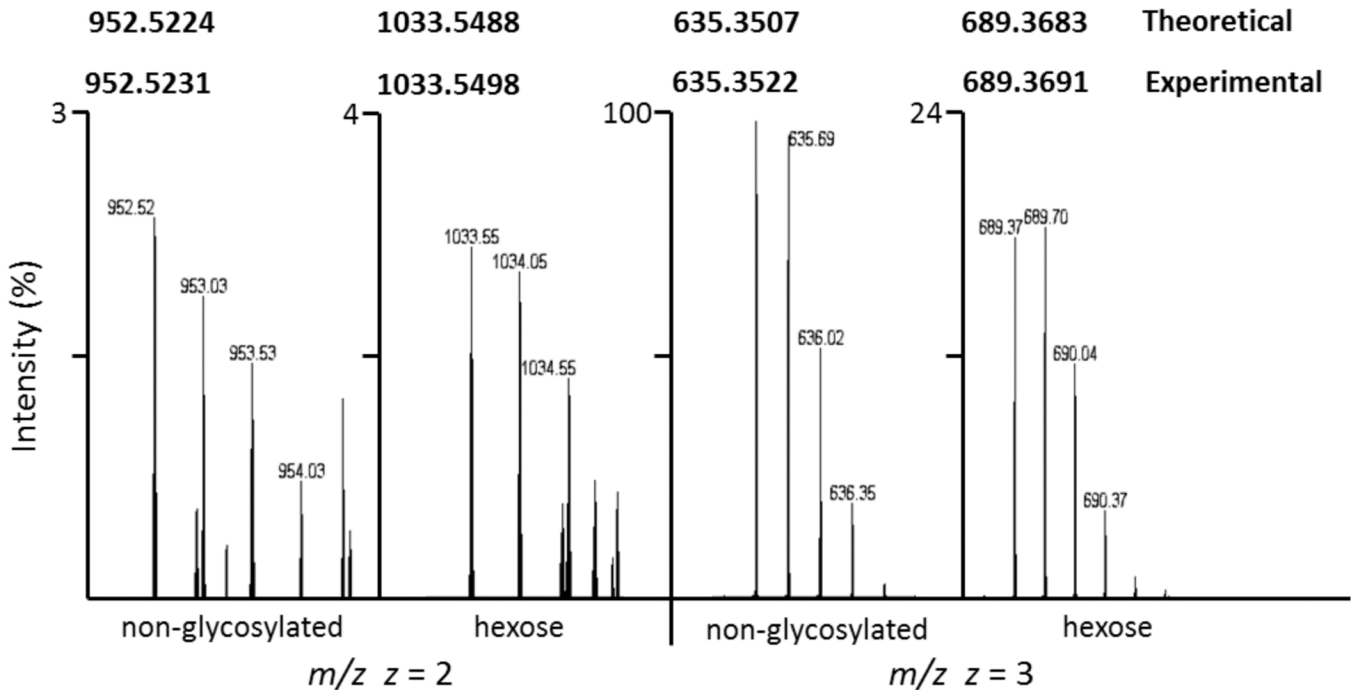 952.5224 1033.5488 635.3507 689.3683 Theoretical
952.5231 1033.5498 635.3522 689.3691 Experimental
3 4 100 24
Intensity (%)
952.52
953.03
953.53
954.03
1033.55
1034.05
1034.55
635.69
636.02
636.35
689.37
689.70
690.04
690.37
non-glycosylated hexose non-glycosylated hexose
m/z z = 2 m/z z = 3